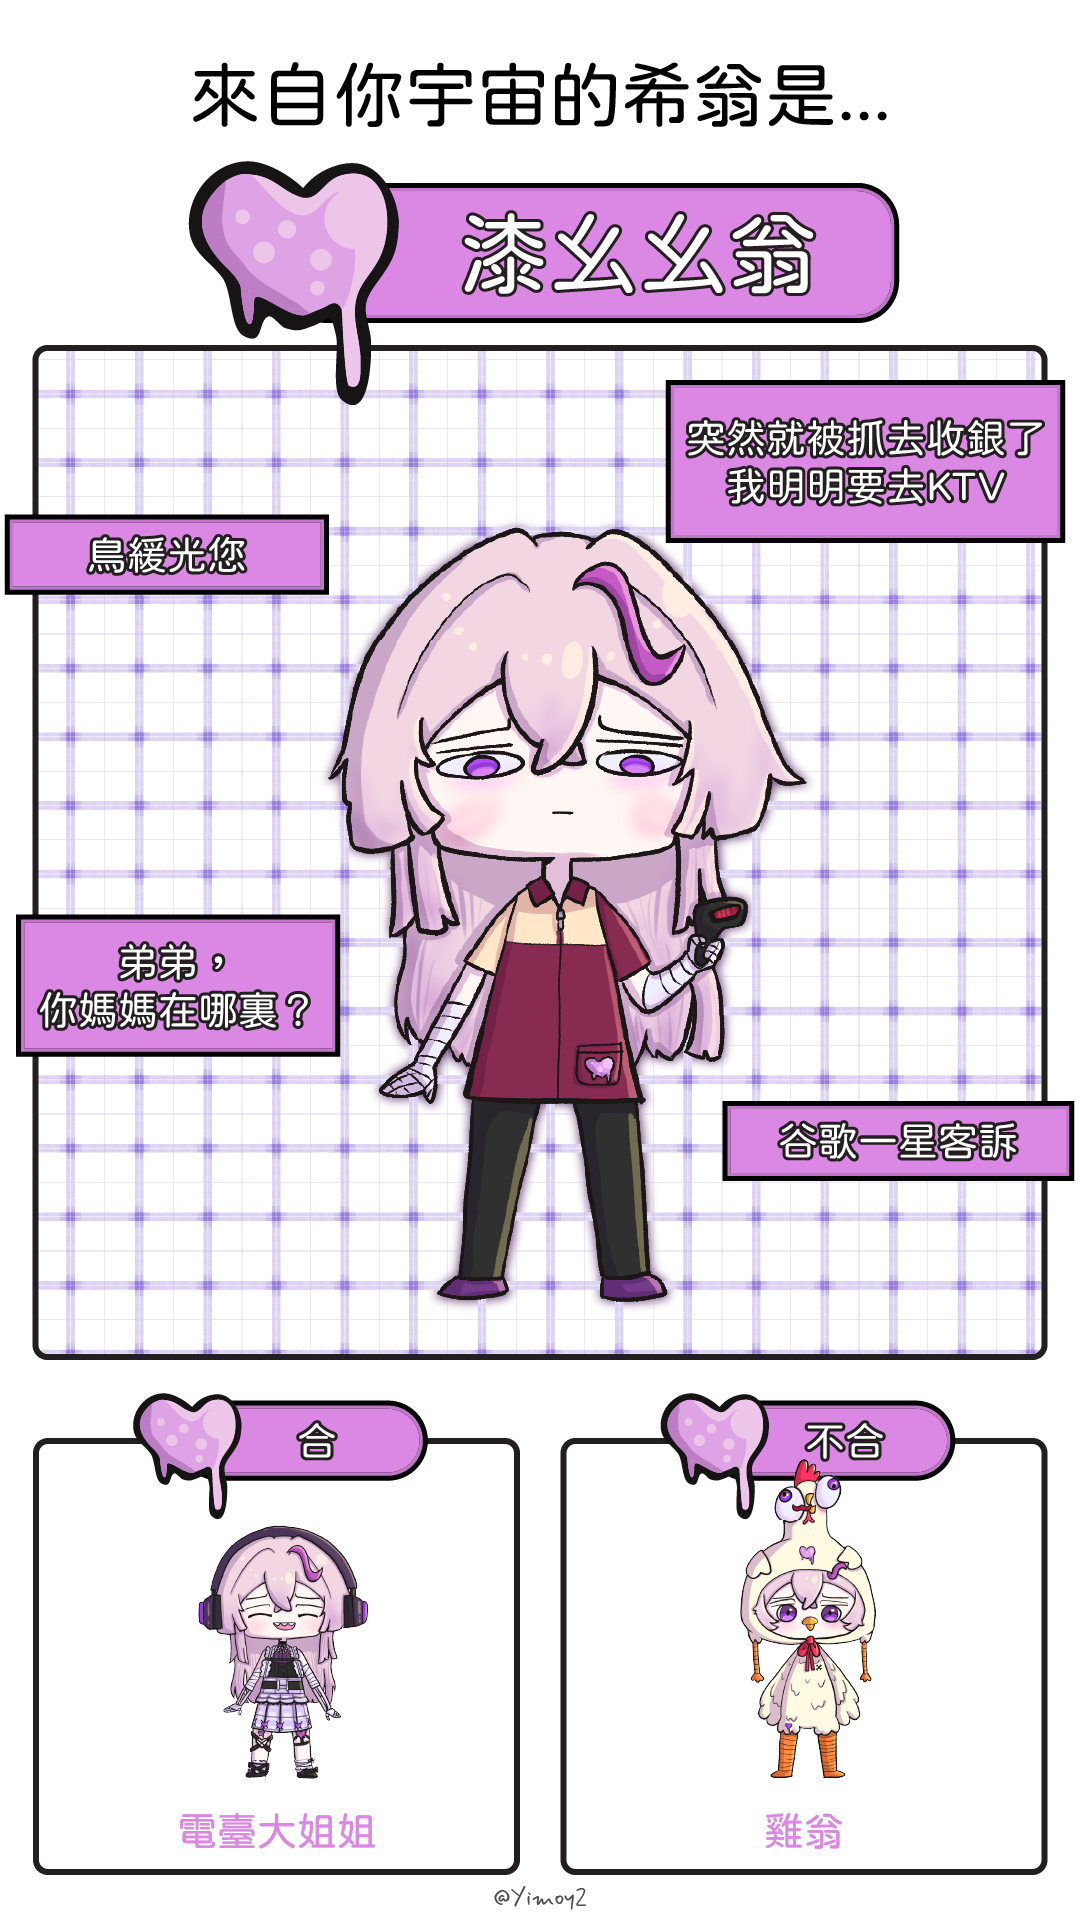 來自你宇宙的希翁是...
漆幺幺翁
突然就被抓去收銀了
我明明要去KTV
鳥緩光您
弟弟，
你媽媽在哪裏？
谷歌一星客訴
合
不合
電臺大姐姐
雞翁
@Yimoy2